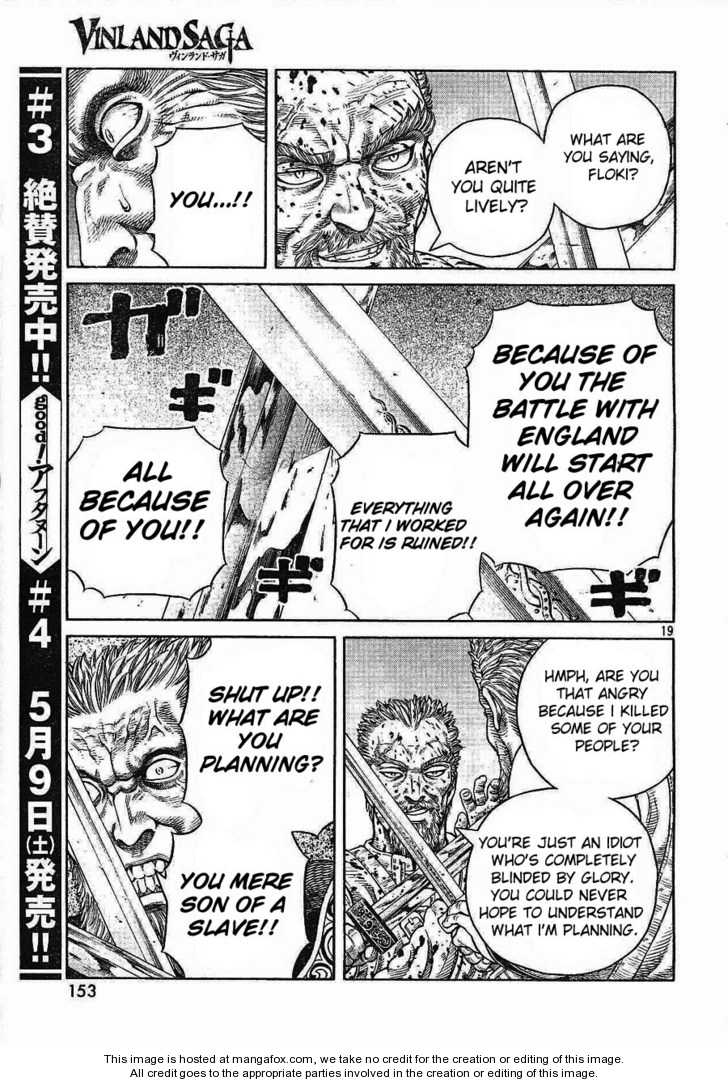 VINLAND SAGA
ヴィンランド・サガ
#3 絶賛発売中!!
good!アフタヌーン
#4 5月9日(土)発売!!
WHAT ARE
YOU SAYING,
FLOKI?
AREN'T
YOU QUITE
LIVELY?
YOU...!!
BECAUSE OF
YOU THE
BATTLE WITH
ENGLAND
WILL START
ALL OVER
AGAIN!!
EVERYTHING
THAT I WORKED
FOR IS RUINED!!
ALL
BECAUSE
OF YOU!!
ギ
ギ
ガ
ギ
19
HMPH, ARE YOU
THAT ANGRY
BECAUSE I KILLED
SOME OF YOUR
PEOPLE?
YOU'RE JUST AN IDIOT
WHO'S COMPLETELY
BLINDED BY GLORY.
YOU COULD NEVER
HOPE TO UNDERSTAND
WHAT I'M PLANNING.
SHUT UP!!
WHAT ARE
YOU
PLANNING?
YOU MERE
SON OF A
SLAVE!!
153
This image is hosted at mangafox.com, we take no credit for the creation or editing of this image.
All credit goes to the appropriate parties involved in the creation or editing of this image.